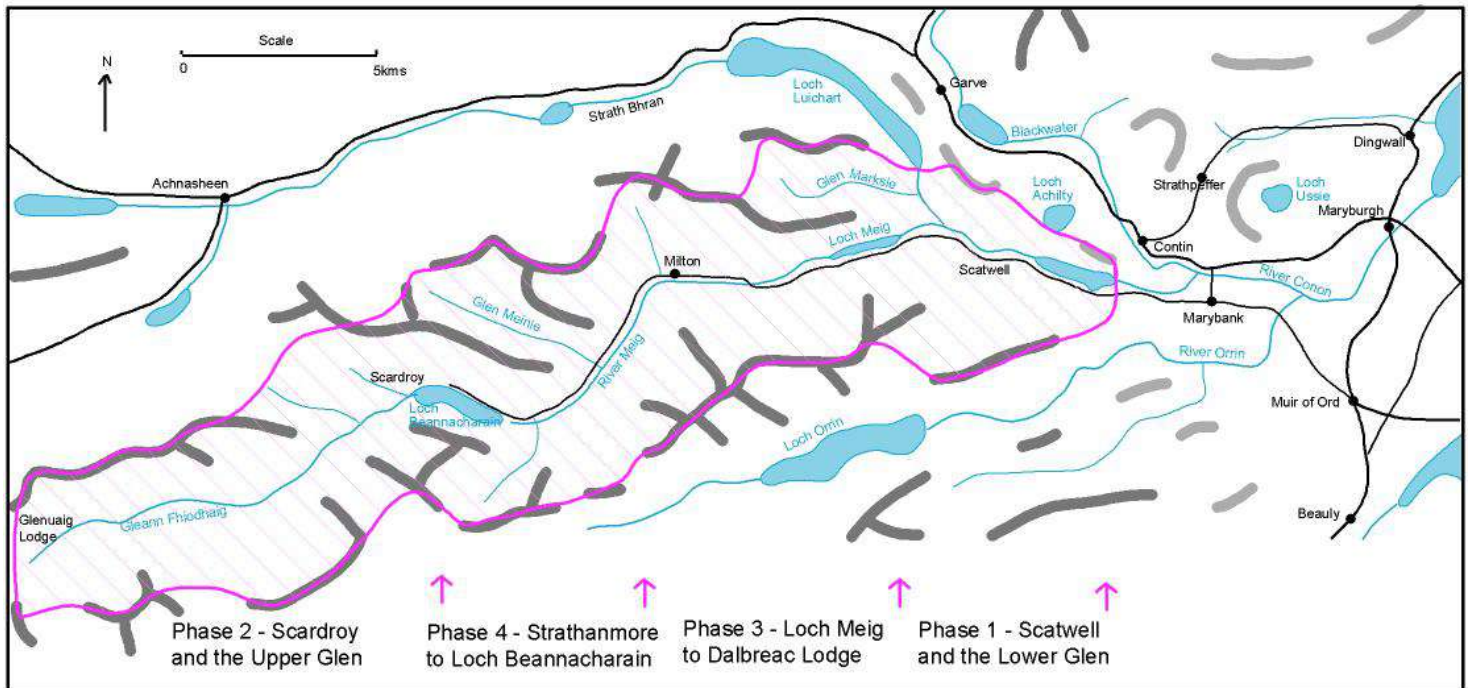 N
Scale
0
5kms
Loch
Luichart
Garve
Strath Bhran
Blackwater
Dingwall
Achnasheen
Glen Marksie
Loch
Achilty
Strathpeffer
Loch
Ussie
Maryburgh
Loch Meig
Contin
Milton
Scatwell
River Conon
Marybank
Glen Meinie
River Meig
River Orrin
Scardroy
Loch
Beannacharain
Muir of Ord
Loch Orrin
Glenuaig
Lodge
Gleann Fhiodhaig
Beauly
Phase 2 - Scardroy
and the Upper Glen
Phase 4 - Strathanmore
to Loch Beannacharain
Phase 3 - Loch Meig
to Dalbreac Lodge
Phase 1 - Scatwell
and the Lower Glen